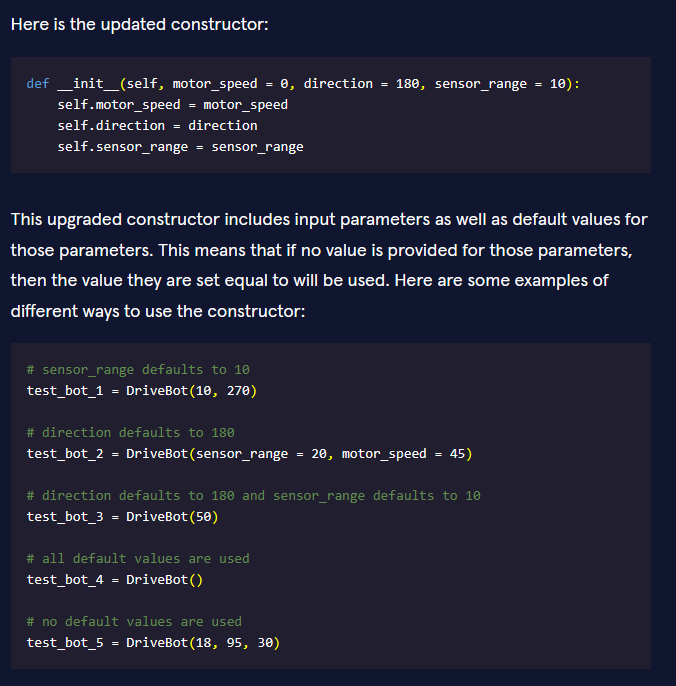 Here is the updated constructor:
def __init__(self, motor_speed = 0, direction = 180, sensor_range = 10):
    self.motor_speed = motor_speed
    self.direction = direction
    self.sensor_range = sensor_range
This upgraded constructor includes input parameters as well as default values for
those parameters. This means that if no value is provided for those parameters,
then the value they are set equal to will be used. Here are some examples of
different ways to use the constructor:
# sensor_range defaults to 10
test_bot_1 = DriveBot(10, 270)
# direction defaults to 180
test_bot_2 = DriveBot(sensor_range = 20, motor_speed = 45)
# direction defaults to 180 and sensor_range defaults to 10
test_bot_3 = DriveBot(50)
# all default values are used
test_bot_4 = DriveBot()
# no default values are used
test_bot_5 = DriveBot(18, 95, 30)